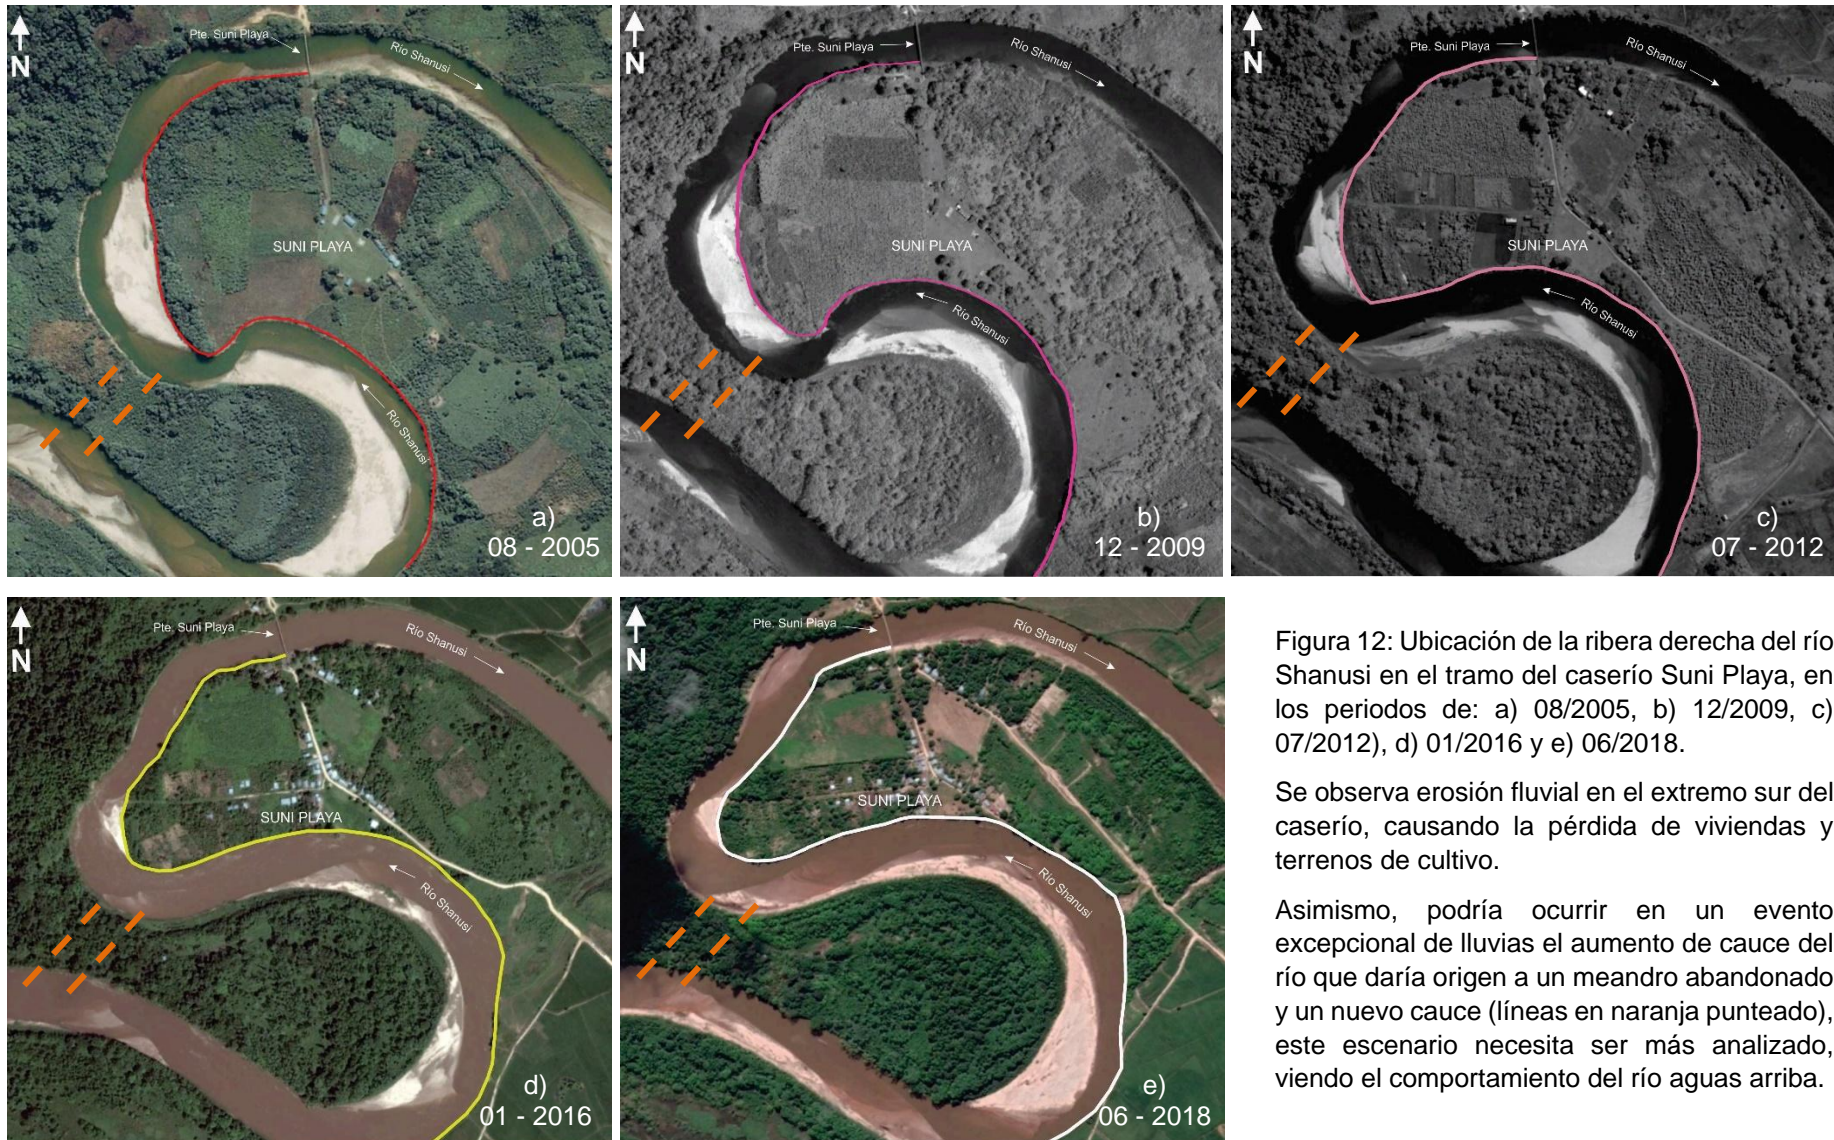 N
Pte. Suni Playa
Río Shanusi
SUNI PLAYA
Río Shanusi
a)
08 - 2005
N
Pte. Suni Playa
Río Shanusi
SUNI PLAYA
Río Shanusi
b)
12 - 2009
N
Pte. Suni Playa
Río Shanusi
SUNI PLAYA
Río Shanusi
c)
07 - 2012
N
Pte. Suni Playa
Río Shanusi
SUNI PLAYA
Río Shanusi
d)
01 - 2016
N
Pte. Suni Playa
Río Shanusi
SUNI PLAYA
Río Shanusi
e)
06 - 2018
Figura 12: Ubicación de la ribera derecha del río
Shanusi en el tramo del caserío Suni Playa, en
los periodos de: a) 08/2005, b) 12/2009, c)
07/2012), d) 01/2016 y e) 06/2018.
Se observa erosión fluvial en el extremo sur del
caserío, causando la pérdida de viviendas y
terrenos de cultivo.
Asimismo, podría ocurrir en un evento
excepcional de lluvias el aumento de cauce del
río que daría origen a un meandro abandonado
y un nuevo cauce (líneas en naranja punteado),
este escenario necesita ser más analizado,
viendo el comportamiento del río aguas arriba.